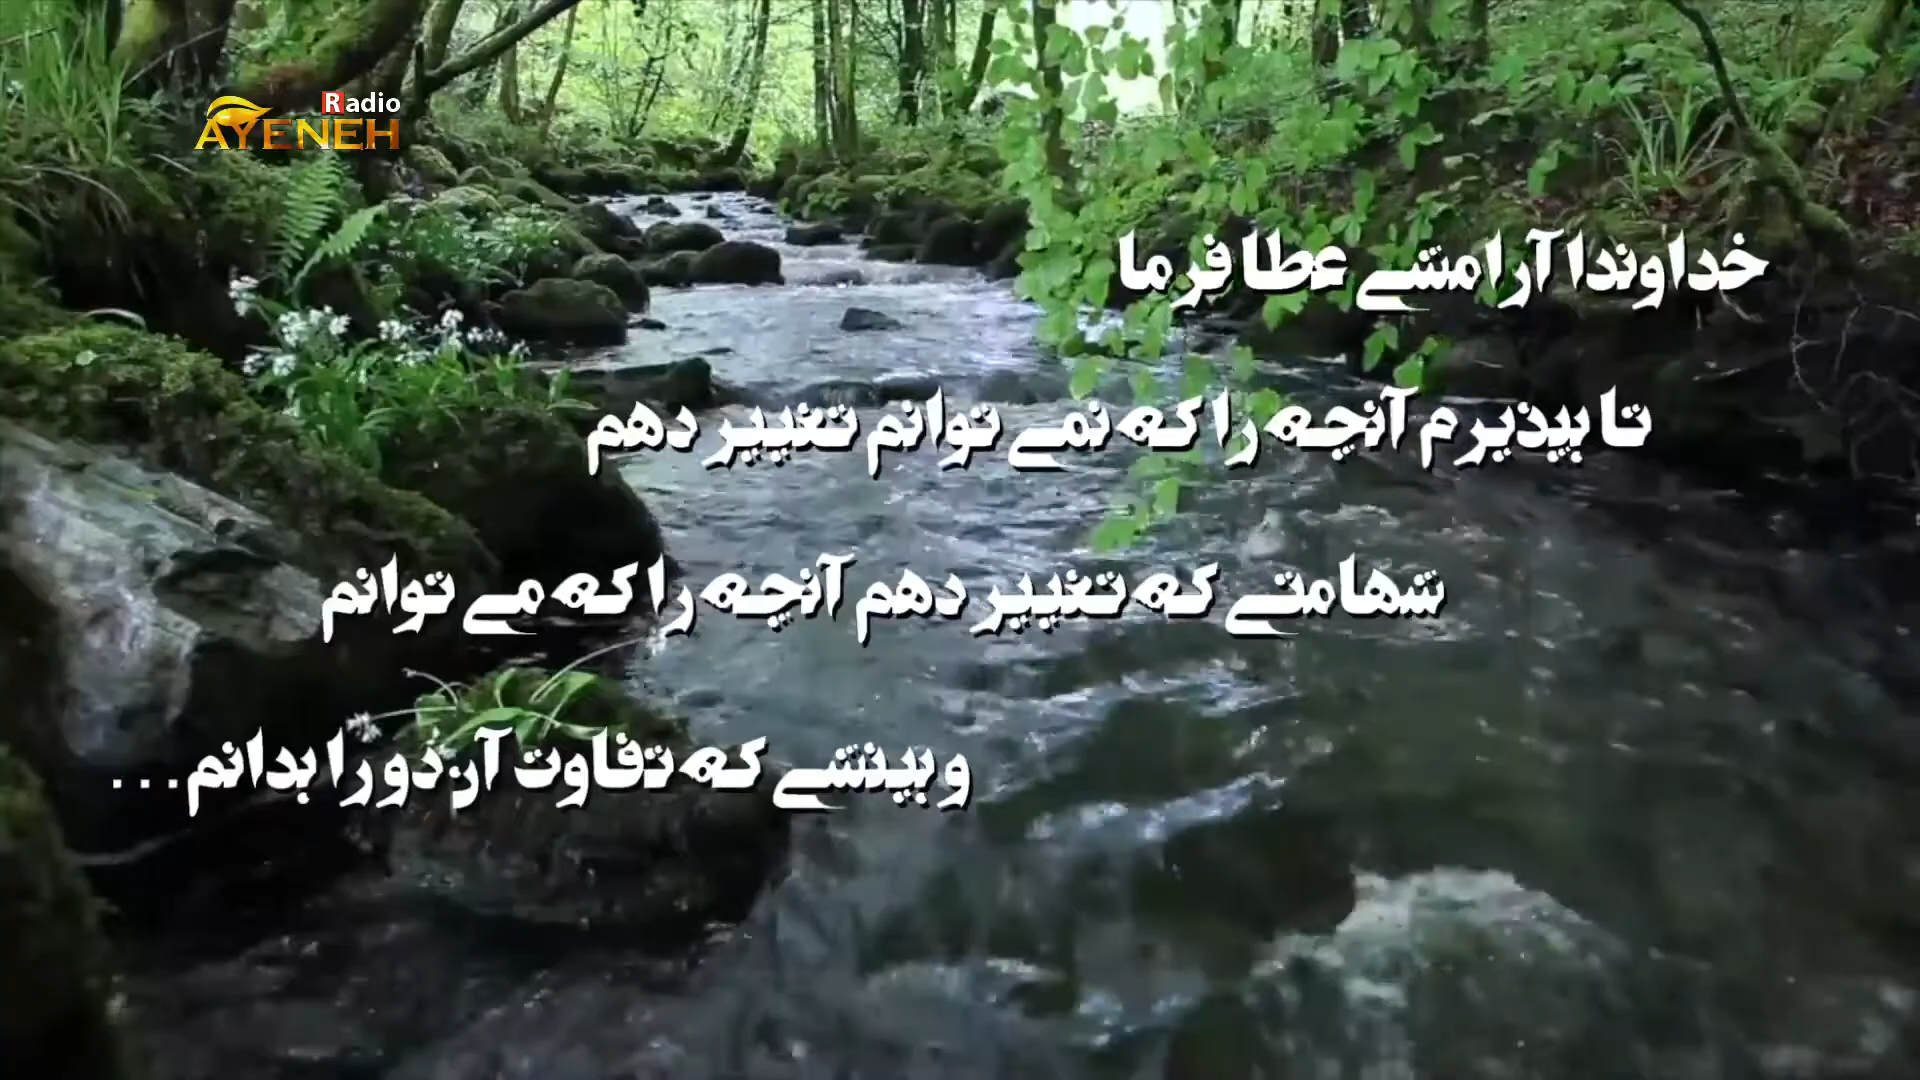 Radio
AYENEH
خداوندا آرامشی عطا فرما
تا بپذیرم آنچه را که نمی توانم تغییر دهم
شهامتی که تغییر دهم آنچه را که می توانم
و بینشی که تفاوت آن دو را بدانم...